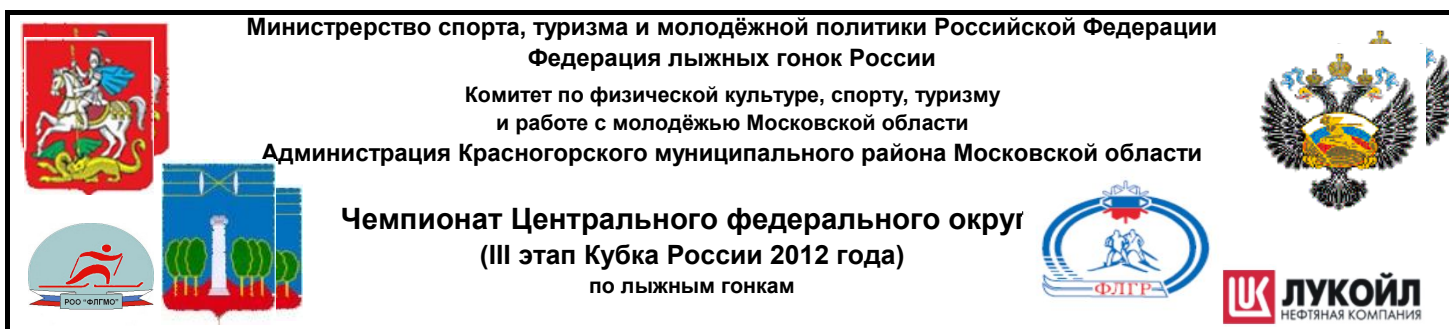 Министрерство спорта, туризма и молодёжной политики Российской Федерации
Федерация лыжных гонок России
Комитет по физической культуре, спорту, туризму
и работе с молодёжью Московской области
Администрация Красногорского муниципального района Московской области
Чемпионат Центрального федерального округ
(III этап Кубка России 2012 года)
по лыжным гонкам
РОО "ФЛГМО"
ФЛГР
ЛУКОЙЛ
НЕФТЯНАЯ КОМПАНИЯ